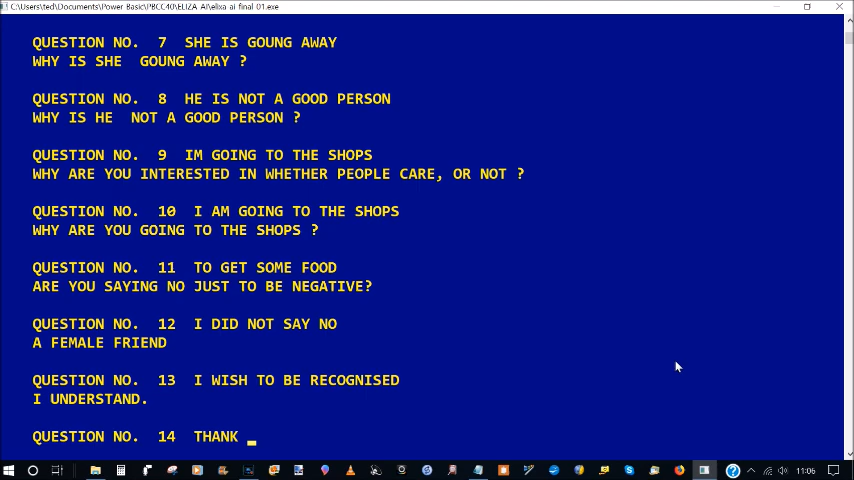 C:\Users\ted\Documents\Power Basic\PBCC40\ELIZA AI\elixa ai final 01.exe
QUESTION NO. 7 SHE IS GOUNG AWAY
WHY IS SHE GOUNG AWAY ?
QUESTION NO. 8 HE IS NOT A GOOD PERSON
WHY IS HE NOT A GOOD PERSON ?
QUESTION NO. 9 IM GOING TO THE SHOPS
WHY ARE YOU INTERESTED IN WHETHER PEOPLE CARE, OR NOT ?
QUESTION NO. 10 I AM GOING TO THE SHOPS
WHY ARE YOU GOING TO THE SHOPS ?
QUESTION NO. 11 TO GET SOME FOOD
ARE YOU SAYING NO JUST TO BE NEGATIVE?
QUESTION NO. 12 I DID NOT SAY NO
A FEMALE FRIEND
QUESTION NO. 13 I WISH TO BE RECOGNISED
I UNDERSTAND.
QUESTION NO. 14 THANK _
11:06